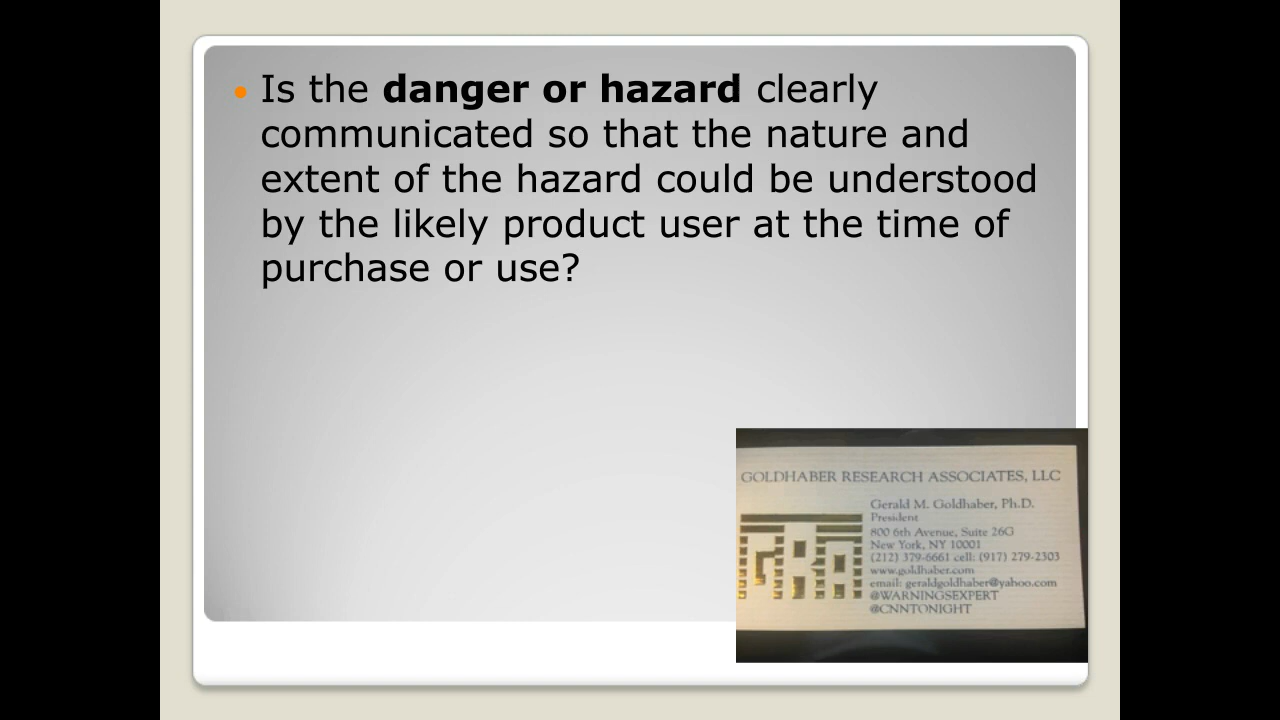 Is the danger or hazard clearly
communicated so that the nature and
extent of the hazard could be understood
by the likely product user at the time of
purchase or use?
GOLDHABER RESEARCH ASSOCIATES, LLC
Gerald M. Goldhaber, Ph.D.
President
800 6th Avenue, Suite 26G
New York, NY 10001
(212) 379-6661 cell: (917) 279-2303
www.goldhaber.com
email: geraldgoldhaber@yahoo.com
@WARNINGSEXPERT
@CNNTONIGHT
GRA